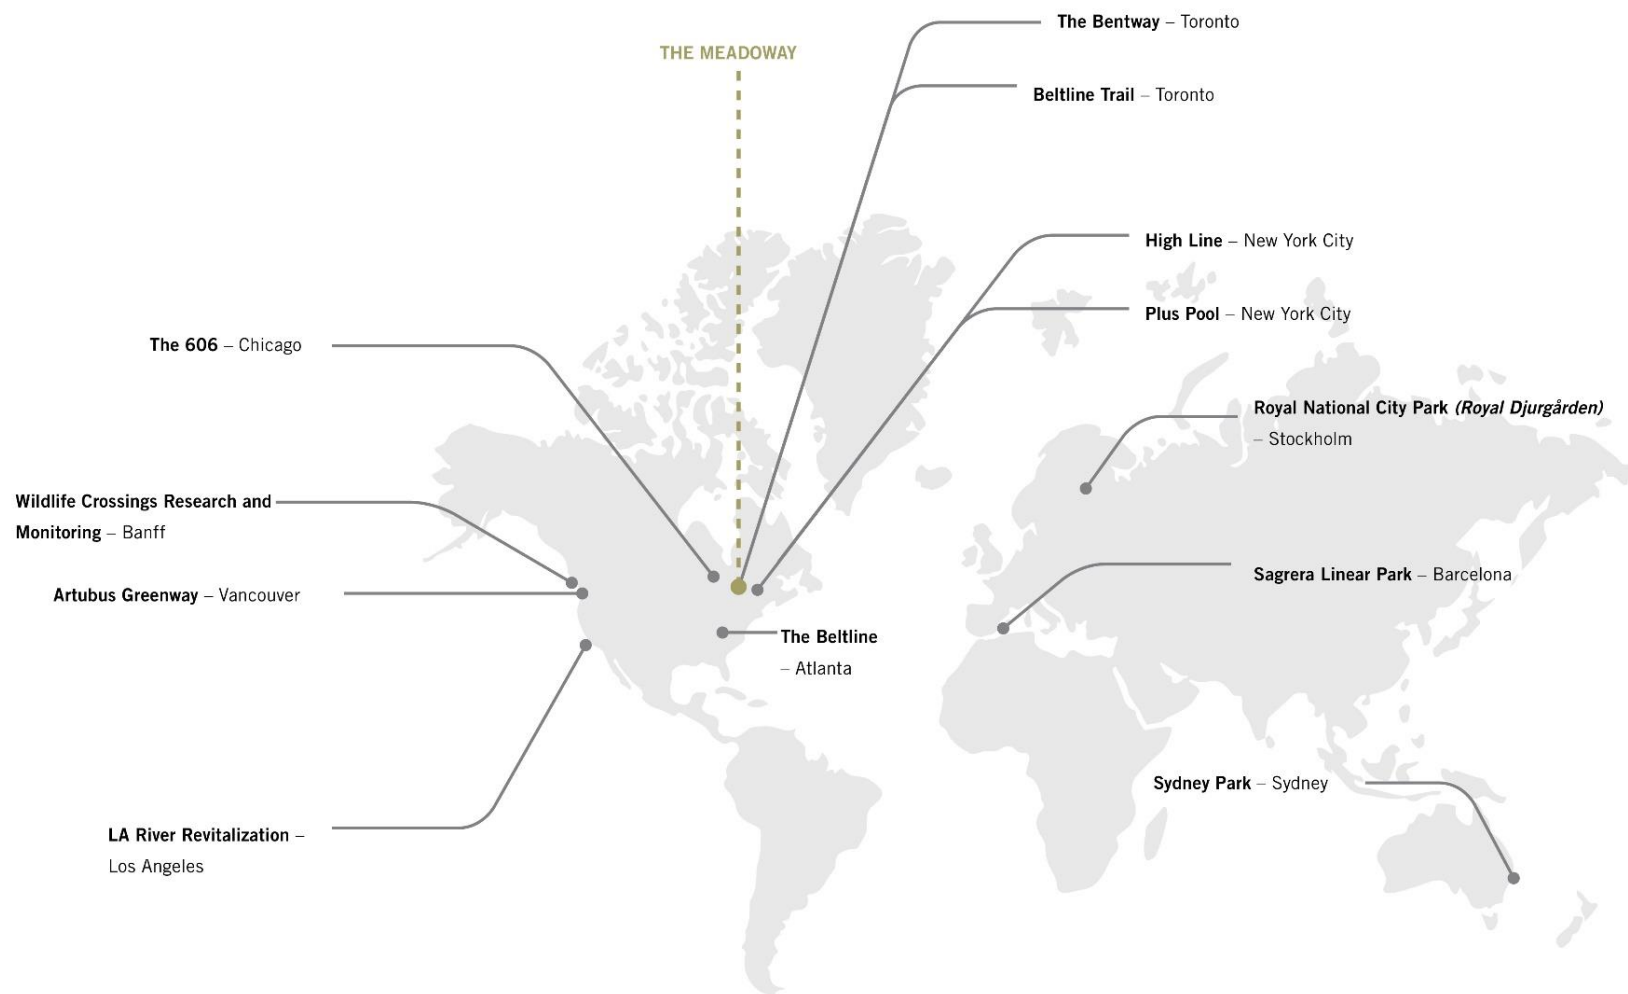 The Bentway – Toronto
THE MEADOWAY
Beltline Trail – Toronto
High Line – New York City
Plus Pool – New York City
The 606 – Chicago
Royal National City Park (Royal Djurgården)
– Stockholm
Wildlife Crossings Research and
Monitoring – Banff
Sagrera Linear Park – Barcelona
Artubus Greenway – Vancouver
The Beltline
– Atlanta
Sydney Park – Sydney
LA River Revitalization –
Los Angeles